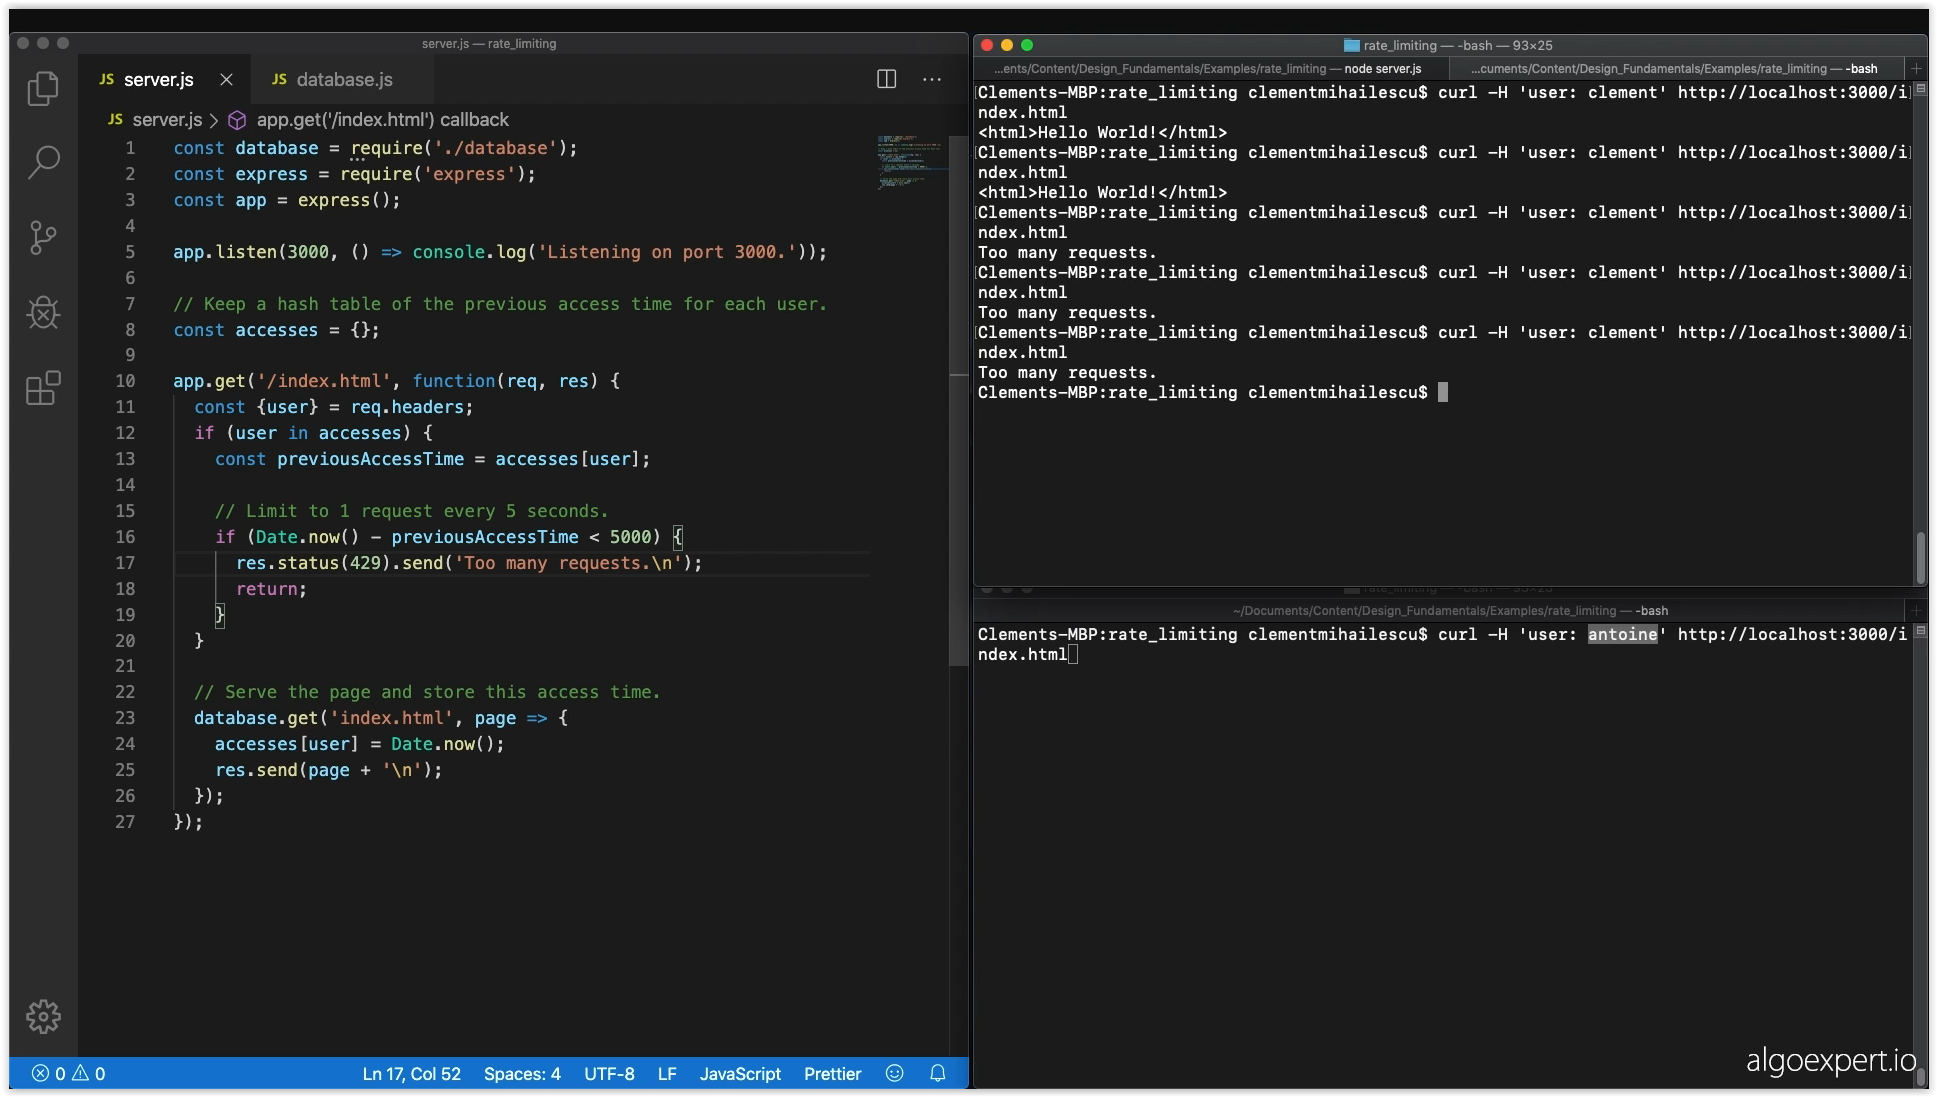 server.js — rate_limiting
JS server.js
JS database.js
JS server.js > app.get('/index.html') callback
1 const database = require('./database');
2 const express = require('express');
3 const app = express();
4
5 app.listen(3000, () => console.log('Listening on port 3000.'));
6
7 // Keep a hash table of the previous access time for each user.
8 const accesses = {};
9
10 app.get('/index.html', function(req, res) {
11 const {user} = req.headers;
12 if (user in accesses) {
13 const previousAccessTime = accesses[user];
14
15 // Limit to 1 request every 5 seconds.
16 if (Date.now() - previousAccessTime < 5000) {
17 res.status(429).send('Too many requests.\n');
18 return;
19 }
20 }
21
22 // Serve the page and store this access time.
23 database.get('index.html', page => {
24 accesses[user] = Date.now();
25 res.send(page + '\n');
26 });
27 });
0 0
Ln 17, Col 52 Spaces: 4 UTF-8 LF JavaScript Prettier
rate_limiting — -bash — 93×25
...ents/Content/Design_Fundamentals/Examples/rate_limiting — node server.js
...cuments/Content/Design_Fundamentals/Examples/rate_limiting — -bash
Clements-MBP:rate_limiting clementmihailescu$ curl -H 'user: clement' http://localhost:3000/i
ndex.html
<html>Hello World!</html>
Clements-MBP:rate_limiting clementmihailescu$ curl -H 'user: clement' http://localhost:3000/i
ndex.html
<html>Hello World!</html>
Clements-MBP:rate_limiting clementmihailescu$ curl -H 'user: clement' http://localhost:3000/i
ndex.html
Too many requests.
Clements-MBP:rate_limiting clementmihailescu$ curl -H 'user: clement' http://localhost:3000/i
ndex.html
Too many requests.
Clements-MBP:rate_limiting clementmihailescu$ curl -H 'user: clement' http://localhost:3000/i
ndex.html
Too many requests.
Clements-MBP:rate_limiting clementmihailescu$
rate_limiting — -bash — 93×25
~/Documents/Content/Design_Fundamentals/Examples/rate_limiting — -bash
Clements-MBP:rate_limiting clementmihailescu$ curl -H 'user: antoine' http://localhost:3000/i
ndex.html
algoexpert.io